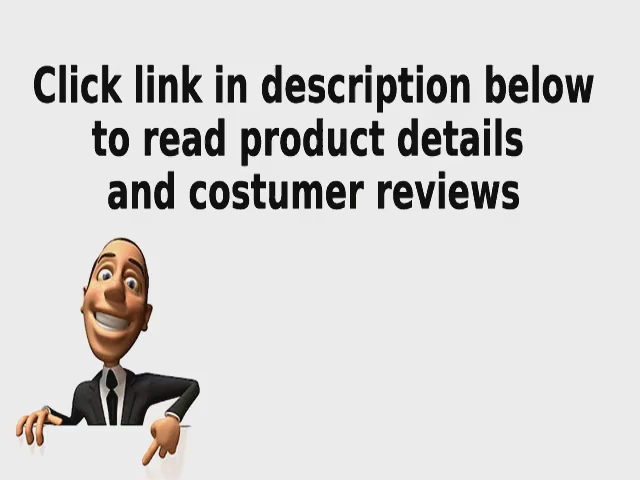 Click link in description below
to read product details
and costumer reviews